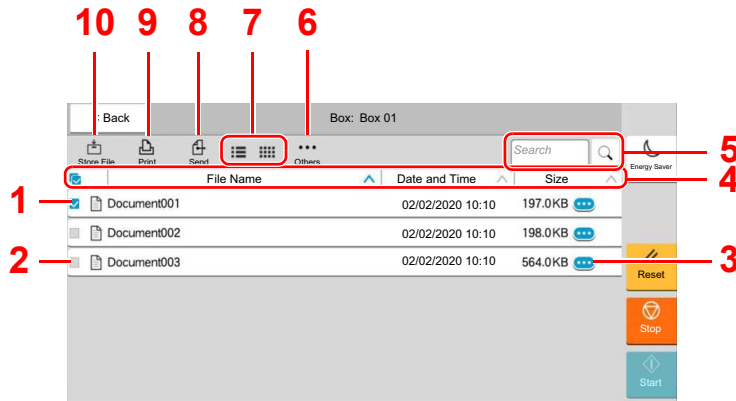 10 9 8 7 6
< Back Box: Box 01
Store File Print Send Others Search 5
Energy Saver
File Name Date and Time Size 4
1 Document001 02/02/2020 10:10 197.0KB
Document002 02/02/2020 10:10 198.0KB
2 Document003 02/02/2020 10:10 564.0KB 3
Reset
Stop
Start